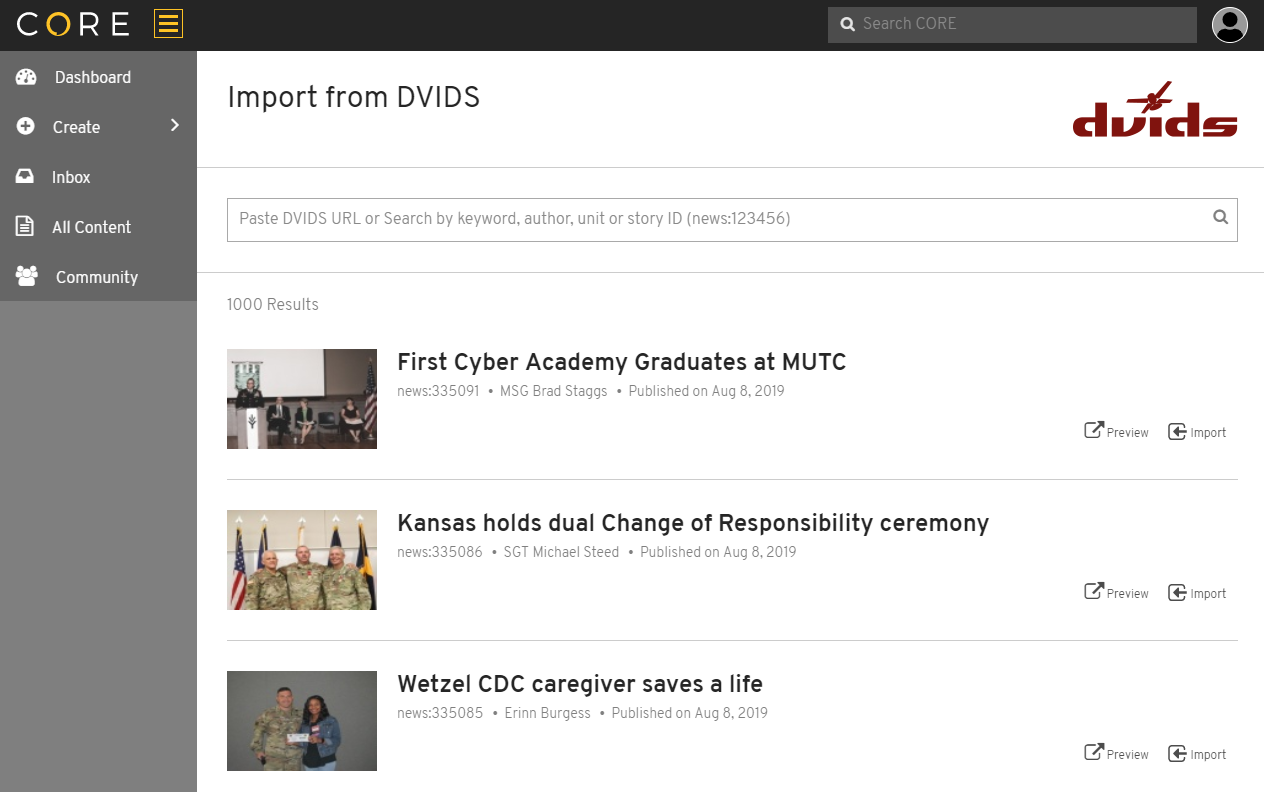 CORE
Search CORE
Dashboard
Create
Inbox
All Content
Community
Import from DVIDS
dvids
Paste DVIDS URL or Search by keyword, author, unit or story ID (news:123456)
1000 Results
First Cyber Academy Graduates at MUTC
news:335091 • MSG Brad Staggs • Published on Aug 8, 2019
Preview Import
Kansas holds dual Change of Responsibility ceremony
news:335086 • SGT Michael Steed • Published on Aug 8, 2019
Preview Import
Wetzel CDC caregiver saves a life
news:335085 • Erinn Burgess • Published on Aug 8, 2019
Preview Import